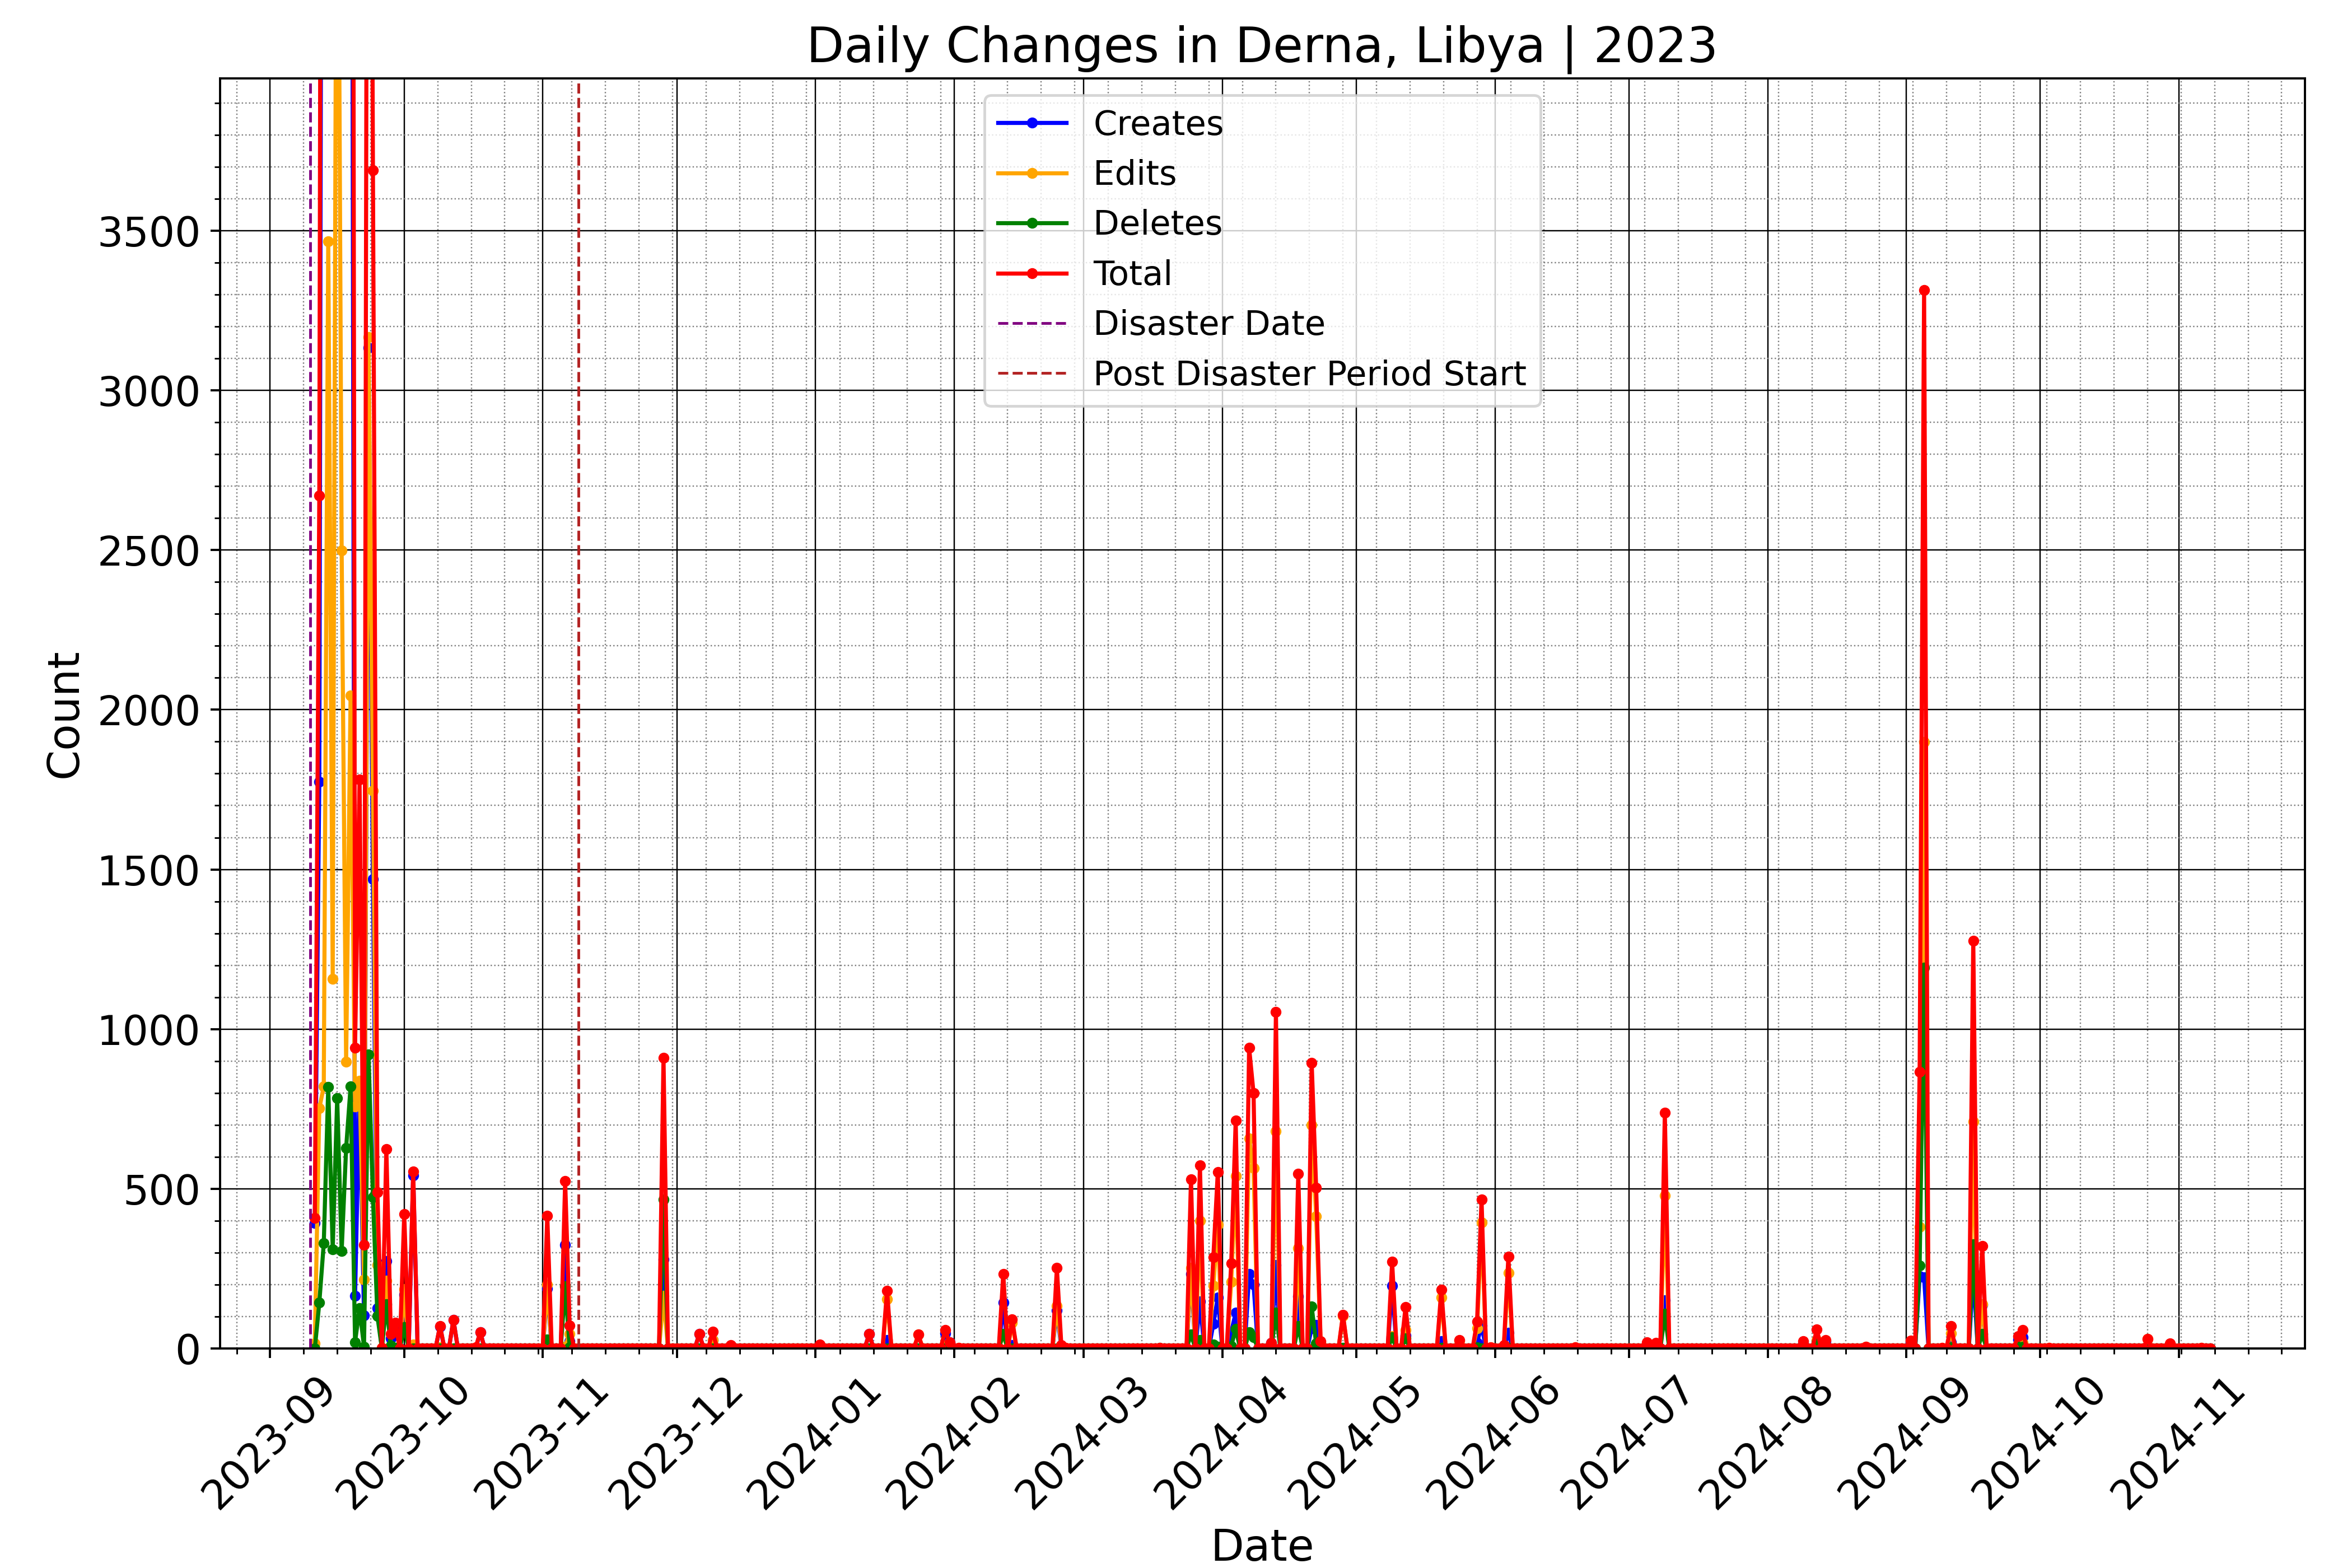 Daily Changes in Derna, Libya | 2023
Creates
Edits
Deletes
Total
Disaster Date
Post Disaster Period Start
Count
3500
3000
2500
2000
1500
1000
500
0
2023-09
2023-10
2023-11
2023-12
2024-01
2024-02
2024-03
2024-04
2024-05
2024-06
2024-07
2024-08
2024-09
2024-10
2024-11
Date